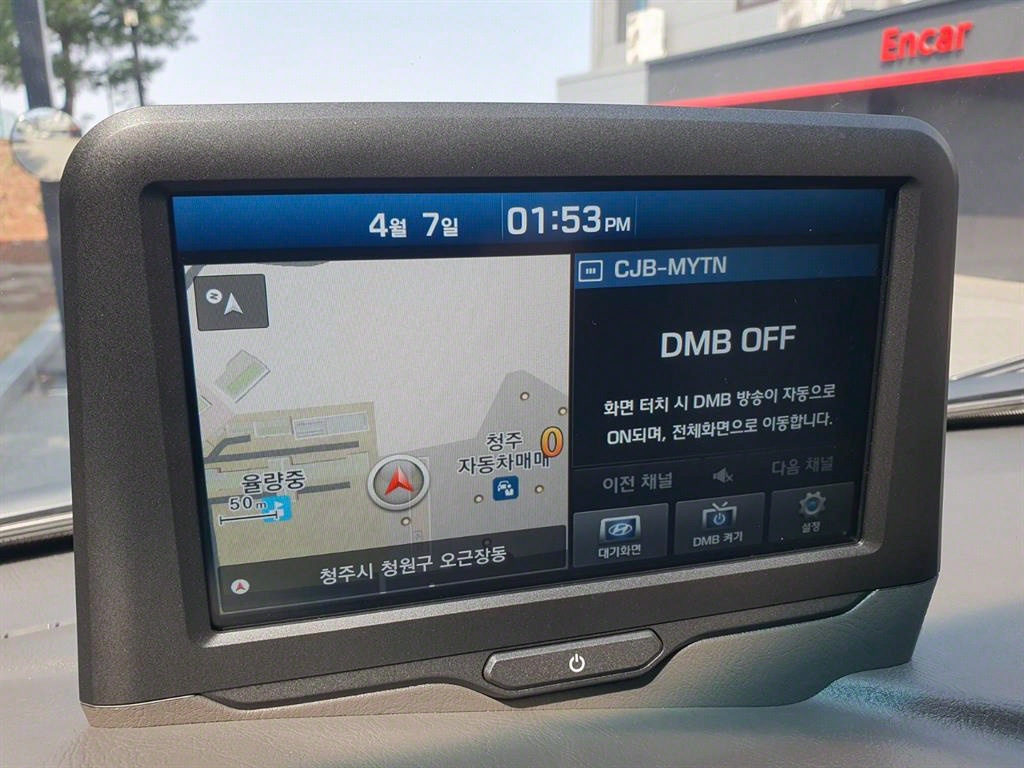 Encar
4월 7일 01:53 PM
CJB-MYTN
DMB OFF
화면 터치 시 DMB 방송이 자동으로
ON되며, 전체화면으로 이동합니다.
이전 채널
다음 채널
대기화면
DMB 켜기
설정
N
청주
자동차매매
0
율량중
50m
청주시 청원구 오근장동